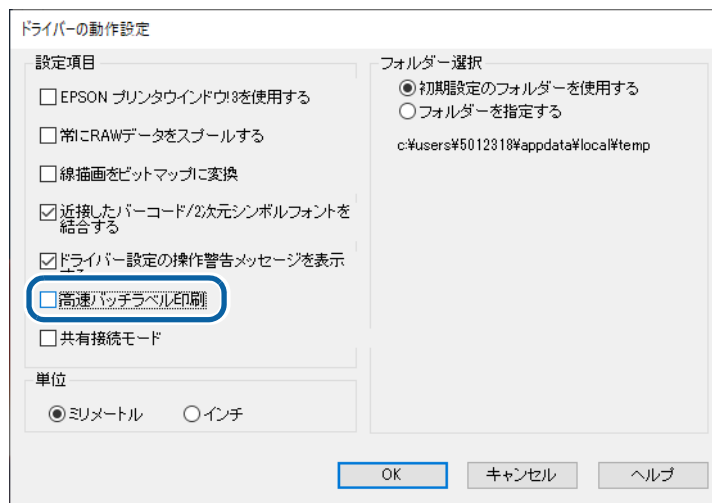 ドライバーの動作設定
設定項目
EPSON プリンタウインドウ!3を使用する
常にRAWデータをスプールする
線描画をビットマップに変換
近接したバーコード/2次元シンボルフォントを
結合する
ドライバー設定の操作警告メッセージを表示
高速バッチラベル印刷
共有接続モード
単位
ミリメートル
インチ
フォルダー選択
初期設定のフォルダーを使用する
フォルダーを指定する
c:¥users¥5012318¥appdata¥local¥temp
OK
キャンセル
ヘルプ